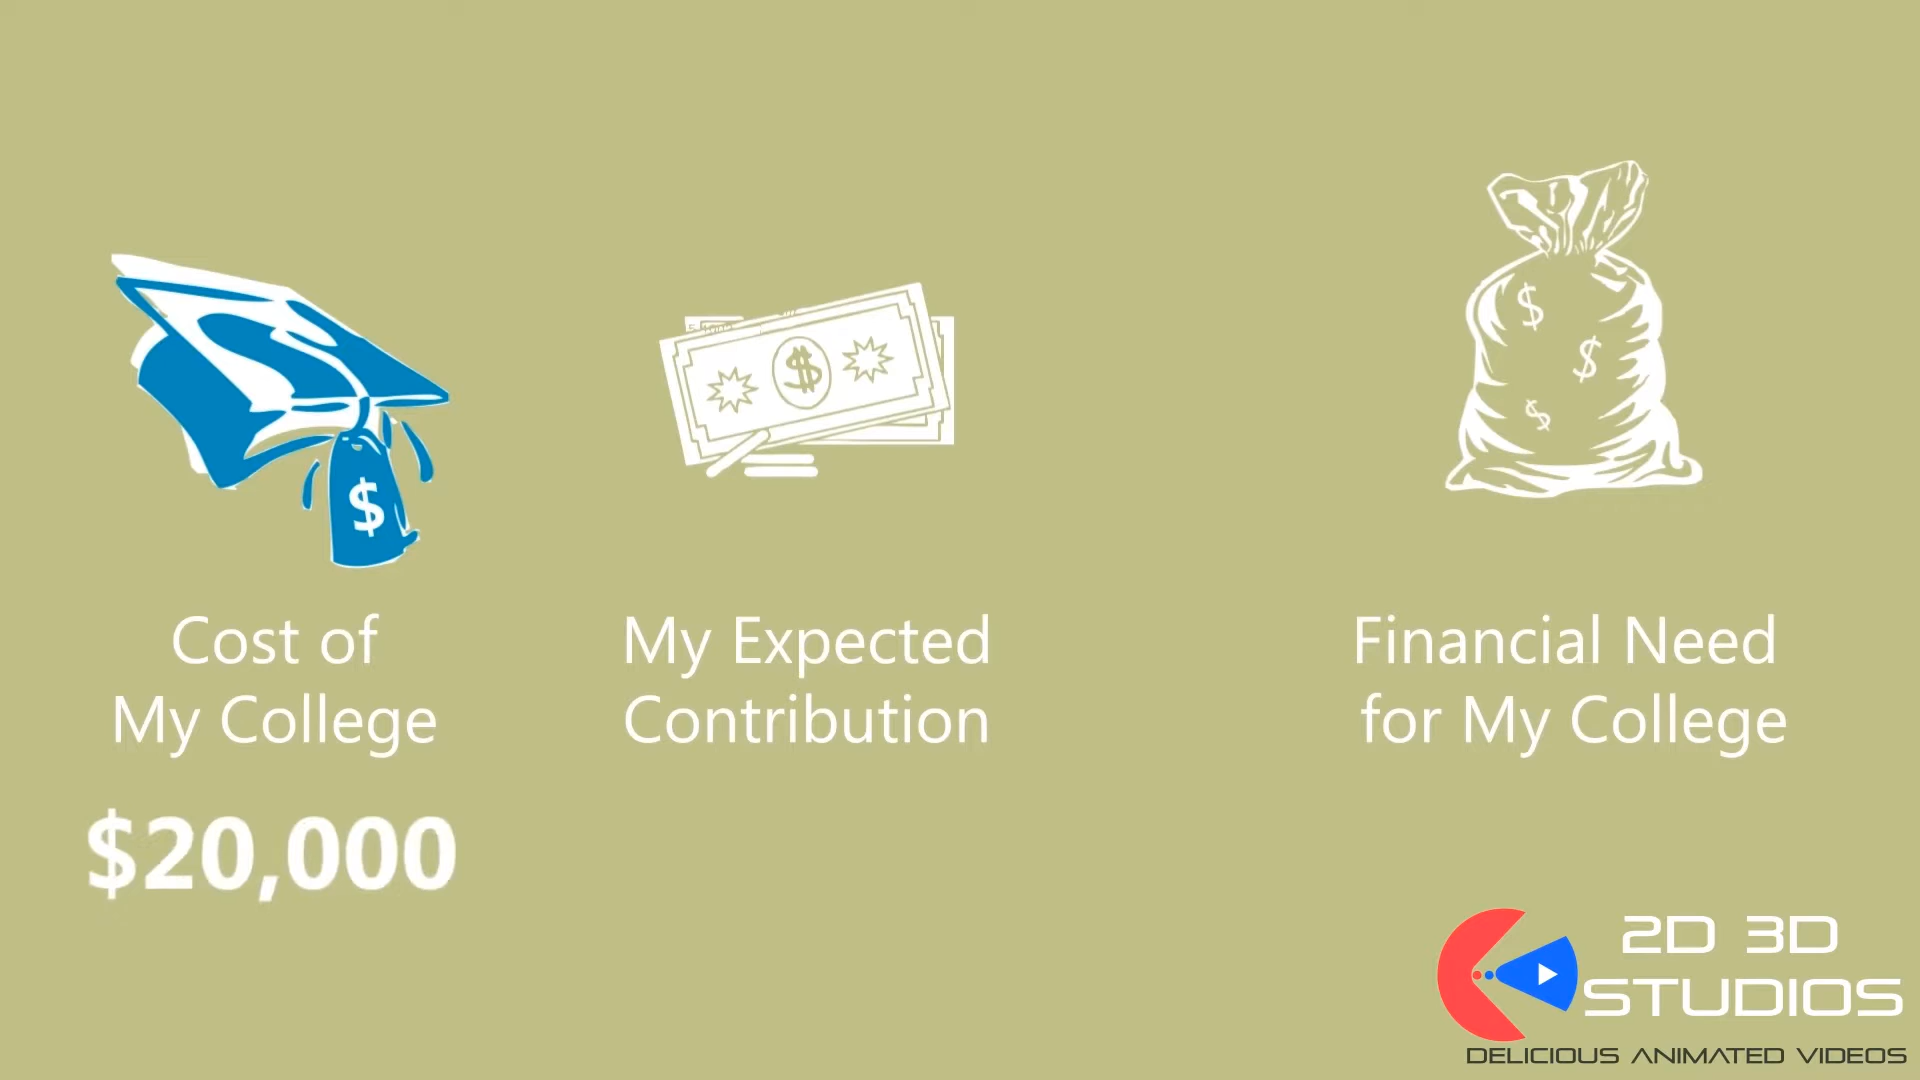 Cost of
My College
$20,000
My Expected
Contribution
Financial Need
for My College
$
$
$
$
$
2D 3D
STUDIOS
DELICIOUS ANIMATED VIDEOS